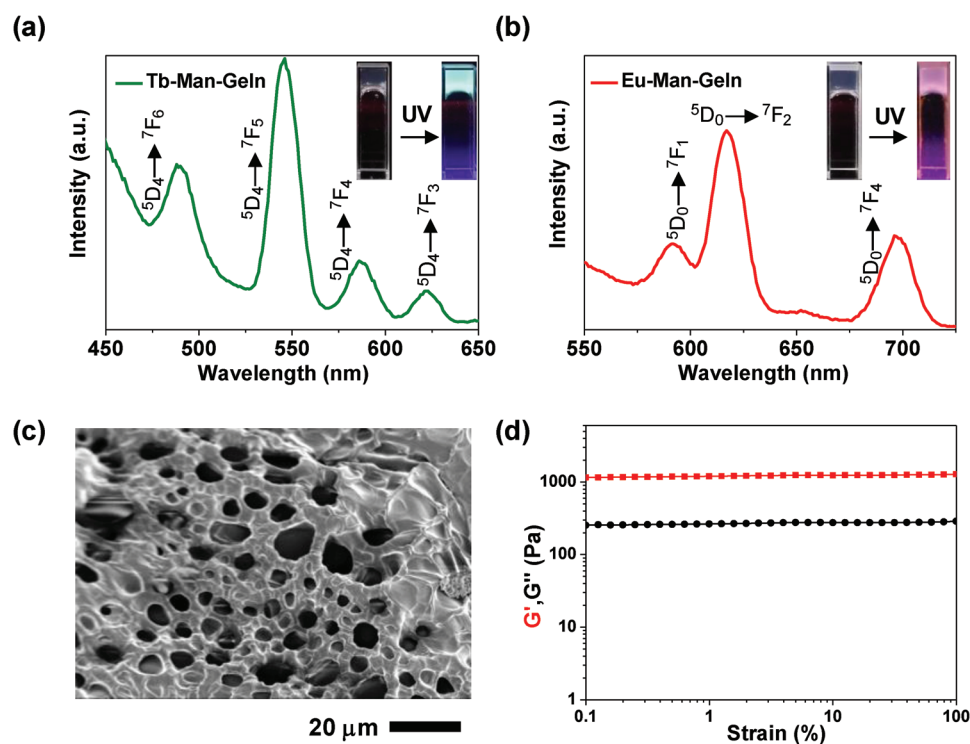 (a)
Tb-Man-Geln
UV
⁵D₄→⁷F₆
⁵D₄→⁷F₅
⁵D₄→⁷F₄
⁵D₄→⁷F₃
Intensity (a.u.)
450 500 550 600 650
Wavelength (nm)
(b)
Eu-Man-Geln
UV
⁵D₀→⁷F₁
⁵D₀→⁷F₂
⁵D₀→⁷F₄
Intensity (a.u.)
550 600 650 700
Wavelength (nm)
(c)
20 μm
(d)
G',G'' (Pa)
1000
100
10
1
0.1 1 10 100
Strain (%)